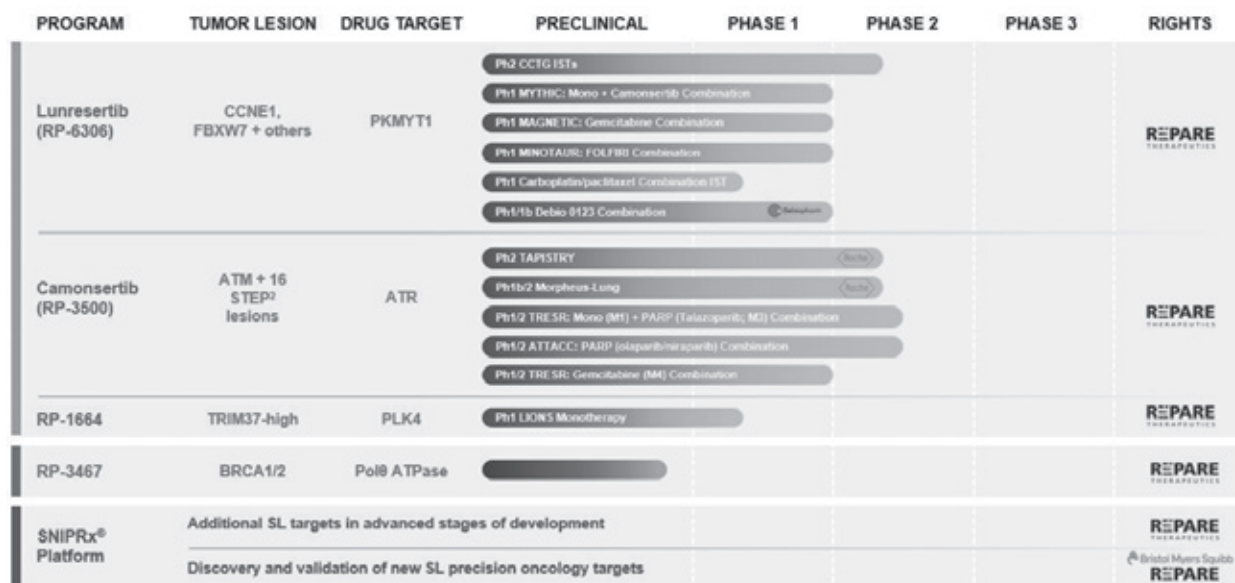 PROGRAM TUMOR LESION DRUG TARGET PRECLINICAL PHASE 1 PHASE 2 PHASE 3 RIGHTS
Lunresertib
(RP-6306)
CCNE1,
FBXW7 + others
PKMYT1
Ph2 CCTG ISTs
Ph1 MYTHIC: Mono + Camonsertib Combination
Ph1 MAGNETIC: Gemcitabine Combination
Ph1 MINOTAUR: FOLFIRI Combination
Ph1 Carboplatin/paclitaxel Combination IST
Ph1/1b Debio 0123 Combination
Debiopharm
REPARE
THERAPEUTICS
Camonsertib
(RP-3500)
ATM + 16
STEP²
lesions
ATR
Ph2 TAPISTRY
Roche
Ph1b/2 Morpheus-Lung
Roche
Ph1/2 TRESR: Mono (M1) + PARP (Talazoparib; M3) Combination
Ph1/2 ATTACC: PARP (olaparib/niraparib) Combination
Ph1/2 TRESR: Gemcitabine (M4) Combination
REPARE
THERAPEUTICS
RP-1664 TRIM37-high PLK4 Ph1 LIONS Monotherapy
REPARE
THERAPEUTICS
RP-3467 BRCA1/2 Polθ ATPase
REPARE
THERAPEUTICS
SNIPRx®
Platform
Additional SL targets in advanced stages of development
REPARE
THERAPEUTICS
Discovery and validation of new SL precision oncology targets
Bristol Myers Squibb
REPARE